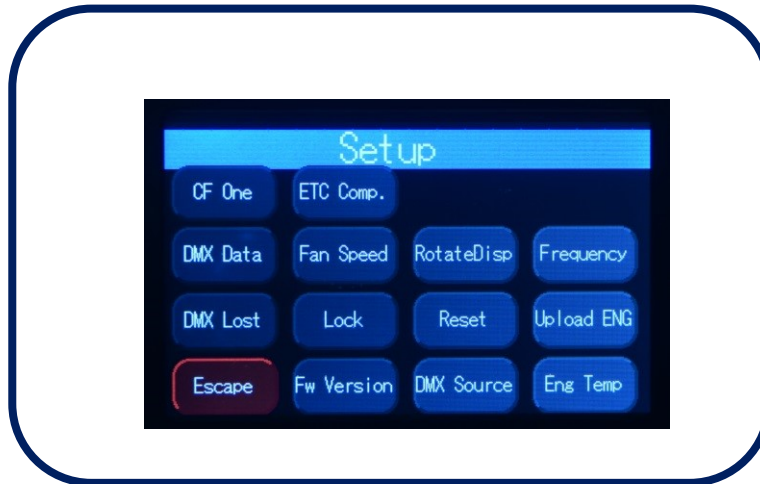 Setup
CF One ETC Comp.
DMX Data Fan Speed RotateDisp Frequency
DMX Lost Lock Reset Upload ENG
Escape Fw Version DMX Source Eng Temp